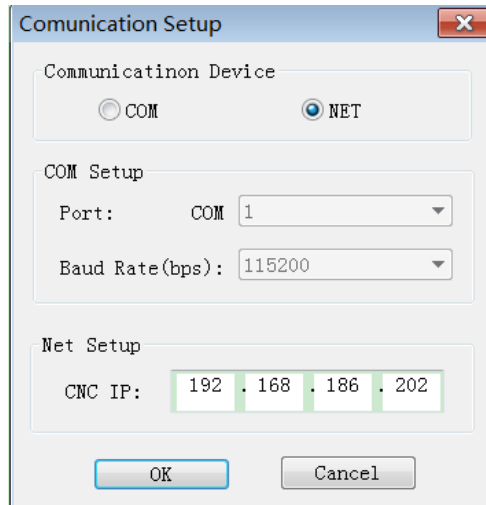 Comunication Setup
Communicatinon Device
COM NET
COM Setup
Port: COM 1
Baud Rate(bps): 115200
Net Setup
CNC IP: 192 . 168 . 186 . 202
OK Cancel